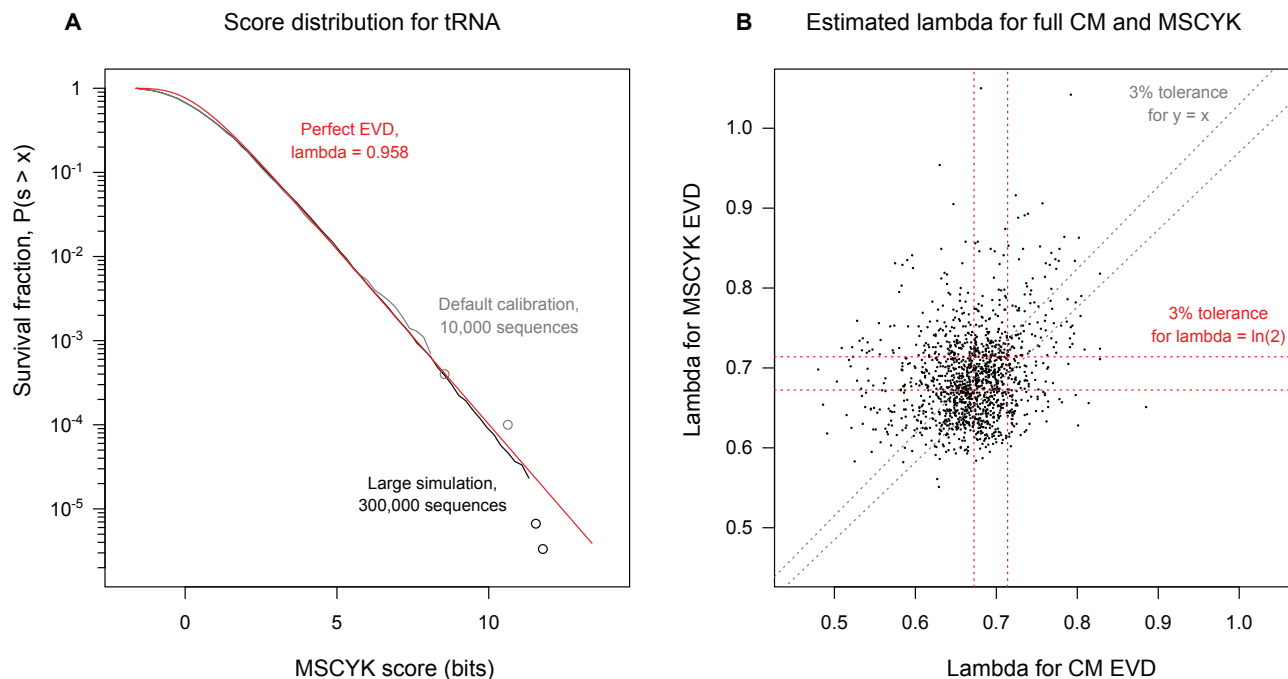 A Score distribution for tRNA
1
10-1
10-2
10-3
10-4
10-5
Survival fraction, P(s > x)
Perfect EVD,
lambda = 0.958
Default calibration,
10,000 sequences
Large simulation,
300,000 sequences
0 5 10
MSCYK score (bits)
B Estimated lambda for full CM and MSCYK
1.0
0.9
0.8
0.7
0.6
0.5
Lambda for MSCYK EVD
3% tolerance
for y = x
3% tolerance
for lambda = ln(2)
0.5 0.6 0.7 0.8 0.9 1.0
Lambda for CM EVD